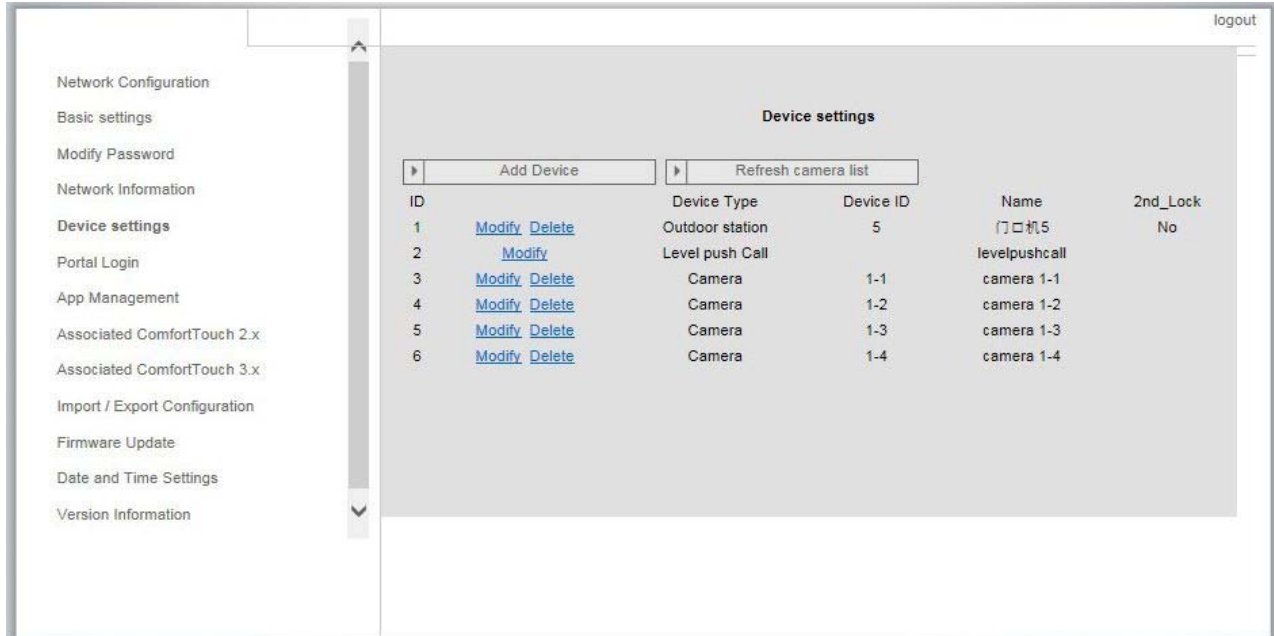 logout
Network Configuration
Basic settings
Modify Password
Network Information
Device settings
Portal Login
App Management
Associated ComfortTouch 2.x
Associated ComfortTouch 3.x
Import / Export Configuration
Firmware Update
Date and Time Settings
Version Information
Device settings
Add Device Refresh camera list
ID Device Type Device ID Name 2nd_Lock
1 Modify Delete Outdoor station 5 门口机5 No
2 Modify Level push Call levelpushcall
3 Modify Delete Camera 1-1 camera 1-1
4 Modify Delete Camera 1-2 camera 1-2
5 Modify Delete Camera 1-3 camera 1-3
6 Modify Delete Camera 1-4 camera 1-4